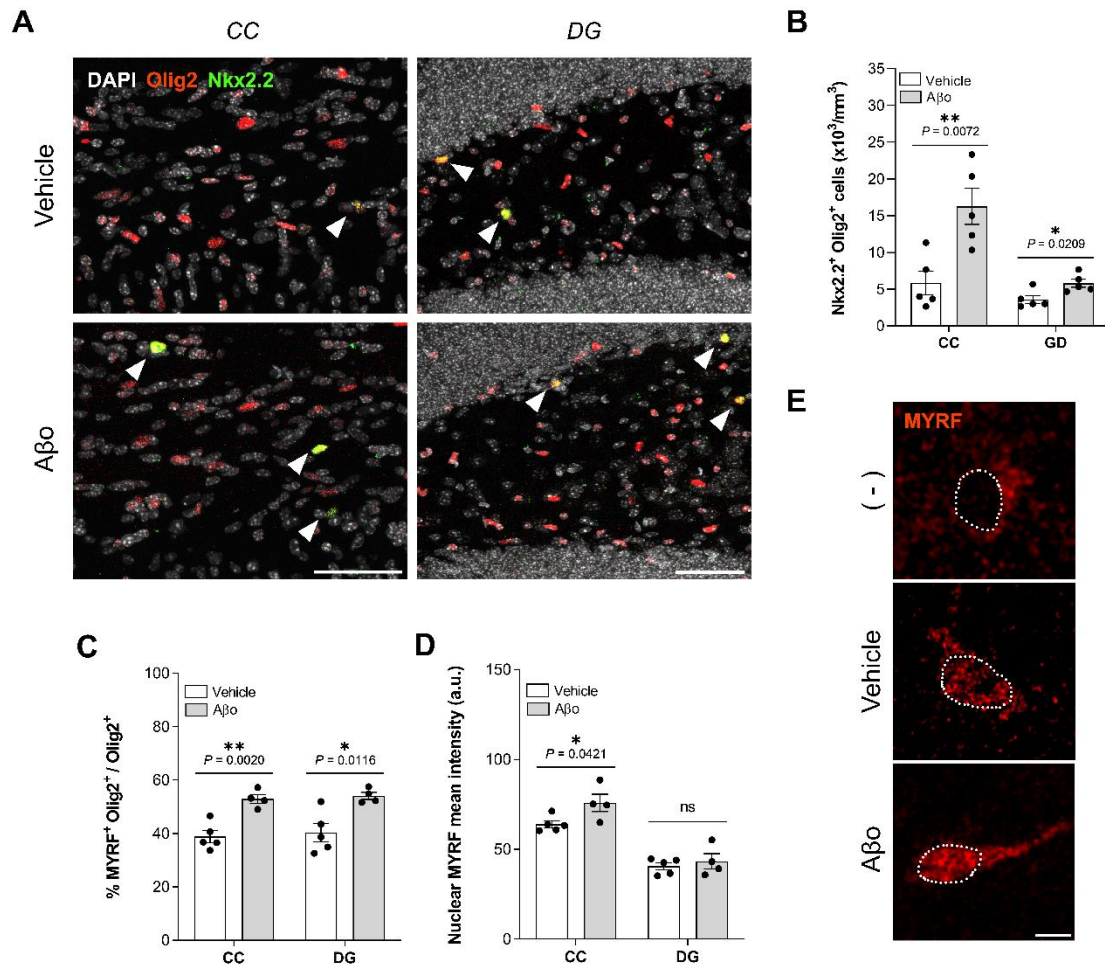 A
CC
DG
DAPI Olig2 Nkx2.2
Vehicle
Aβo
B
Nkx2.2⁺ Olig2⁺ cells (x10³/mm³)
35
30
25
20
15
10
5
0
Vehicle
Aβo
**
P = 0.0072
*
P = 0.0209
CC
GD
C
% MYRF⁺ Olig2⁺ / Olig2⁺
100
80
60
40
20
0
Vehicle
Aβo
**
P = 0.0020
*
P = 0.0116
CC
DG
D
Nuclear MYRF mean intensity (a.u.)
150
100
50
0
Vehicle
Aβo
*
P = 0.0421
ns
CC
DG
E
MYRF
(-)
Vehicle
Aβo